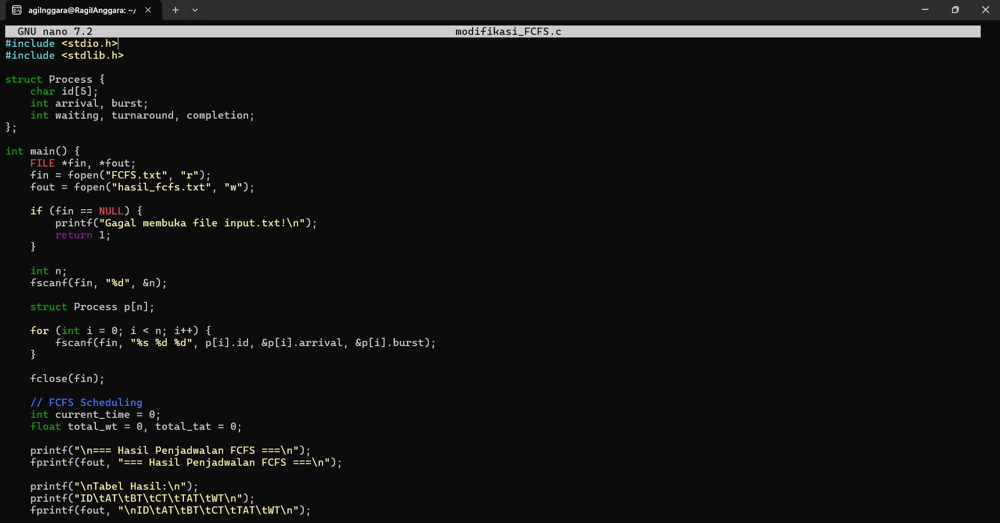 agilnggara@RagilAnggara: ~/
GNU nano 7.2 modifikasi_FCFS.c
#include <stdio.h>
#include <stdlib.h>
struct Process {
    char id[5];
    int arrival, burst;
    int waiting, turnaround, completion;
};
int main() {
    FILE *fin, *fout;
    fin = fopen("FCFS.txt", "r");
    fout = fopen("hasil_fcfs.txt", "w");
    if (fin == NULL) {
        printf("Gagal membuka file input.txt!\n");
        return 1;
    }
    int n;
    fscanf(fin, "%d", &n);
    struct Process p[n];
    for (int i = 0; i < n; i++) {
        fscanf(fin, "%s %d %d", p[i].id, &p[i].arrival, &p[i].burst);
    }
    fclose(fin);
    // FCFS Scheduling
    int current_time = 0;
    float total_wt = 0, total_tat = 0;
    printf("\n=== Hasil Penjadwalan FCFS ===\n");
    fprintf(fout, "=== Hasil Penjadwalan FCFS ===\n");
    printf("\nTabel Hasil:\n");
    printf("ID\tAT\tBT\tCT\tTAT\tWT\n");
    fprintf(fout, "\nID\tAT\tBT\tCT\tTAT\tWT\n");